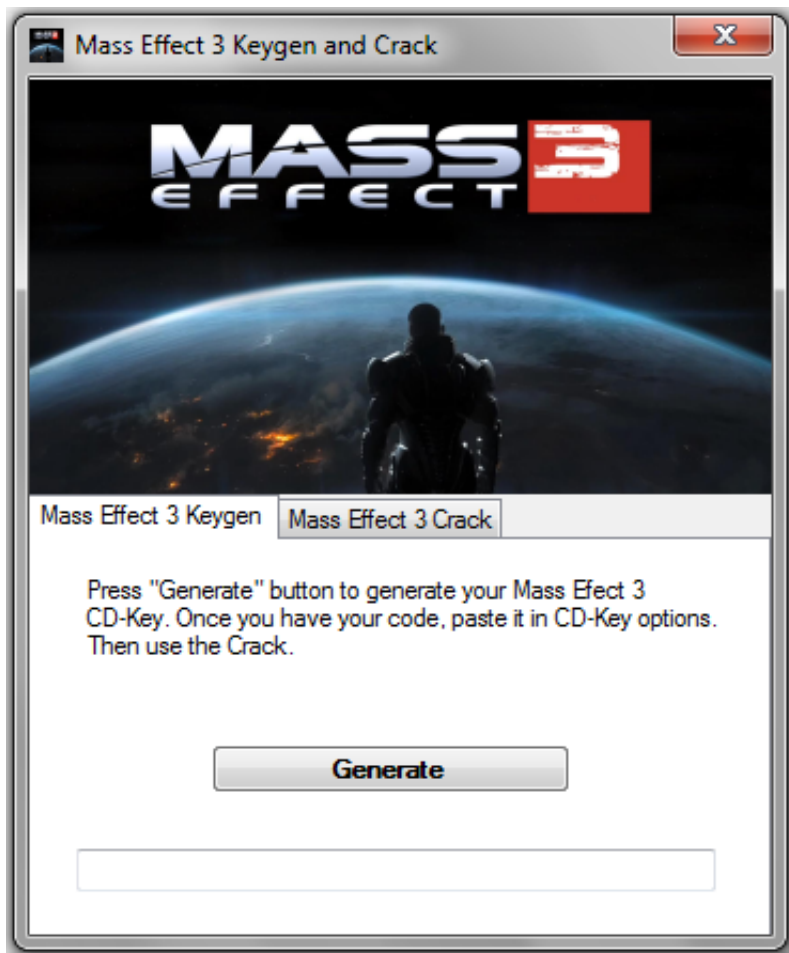 Mass Effect 3 Keygen and Crack
MASS 3
EFFECT
Mass Effect 3 Keygen
Mass Effect 3 Crack
Press "Generate" button to generate your Mass Efect 3
CD-Key. Once you have your code, paste it in CD-Key options.
Then use the Crack.
Generate